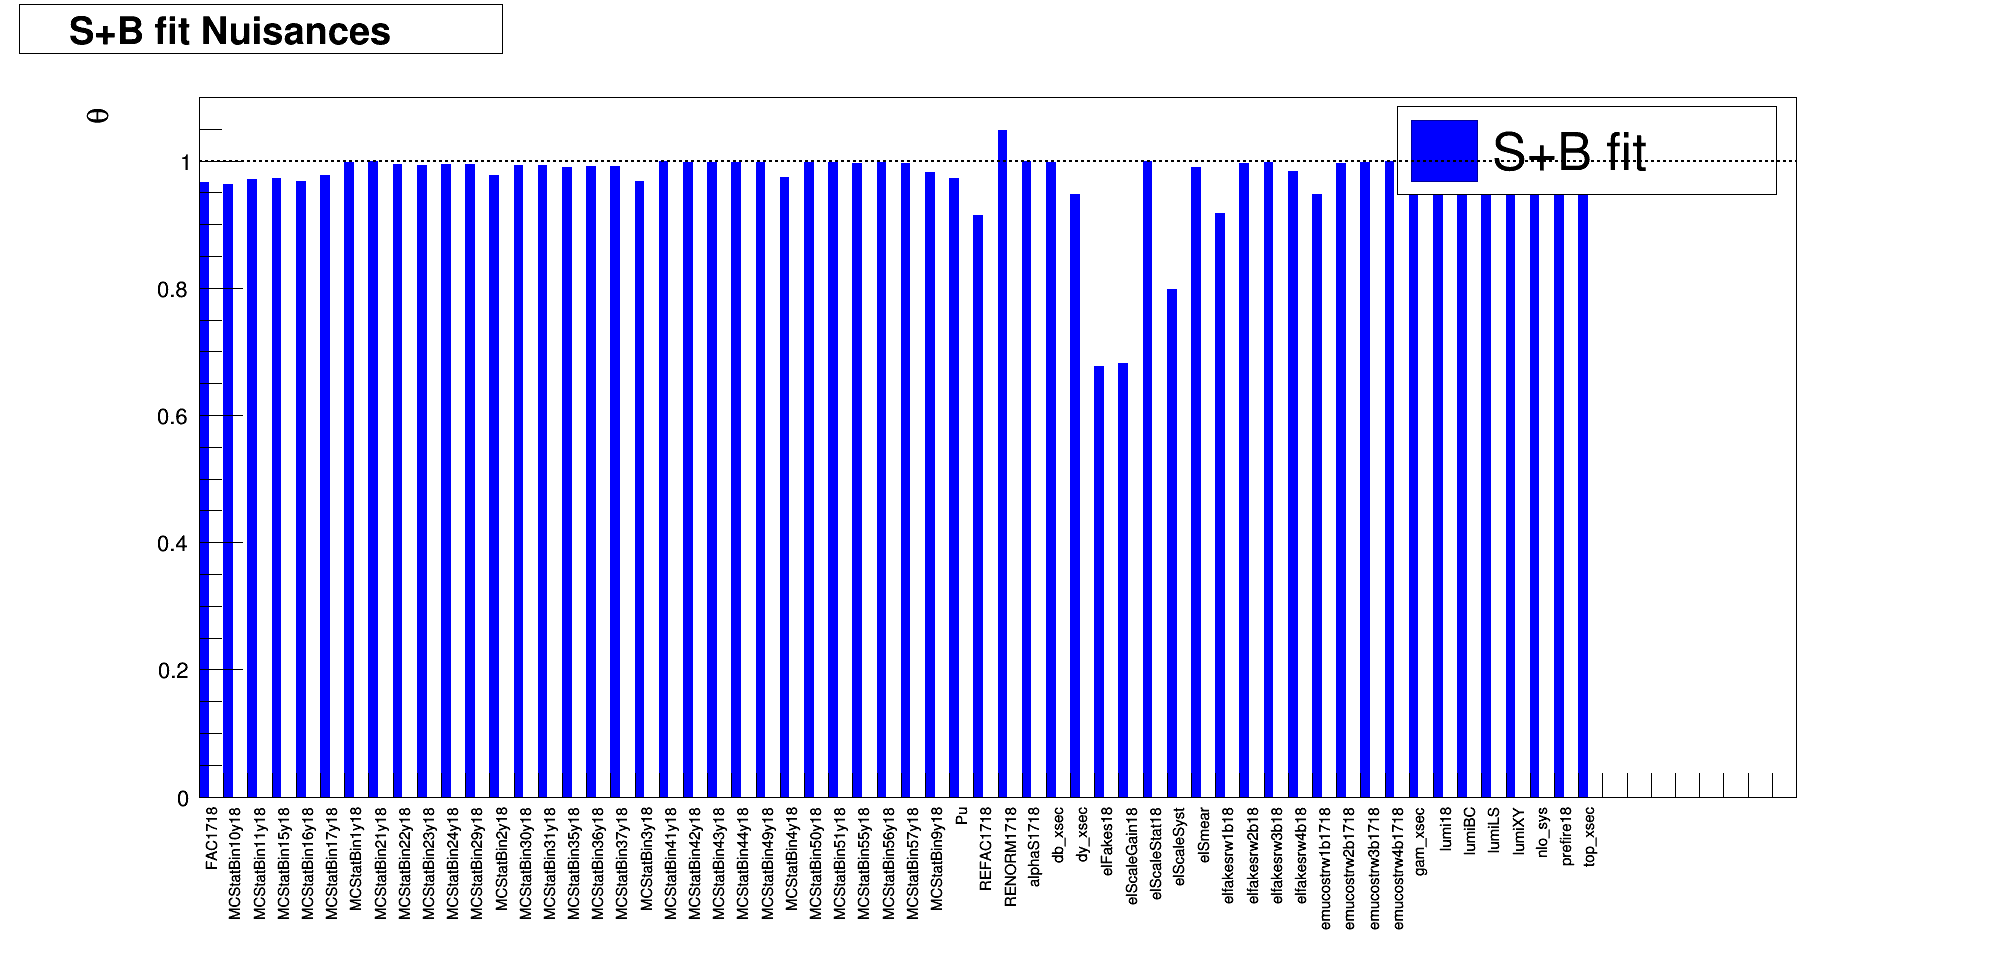 S+B fit Nuisances
θ
S+B fit
1
0.8
0.6
0.4
0.2
0
FAC1718
MCStatBin10y18
MCStatBin11y18
MCStatBin15y18
MCStatBin16y18
MCStatBin17y18
MCStatBin1y18
MCStatBin21y18
MCStatBin22y18
MCStatBin23y18
MCStatBin24y18
MCStatBin29y18
MCStatBin2y18
MCStatBin30y18
MCStatBin31y18
MCStatBin35y18
MCStatBin36y18
MCStatBin37y18
MCStatBin3y18
MCStatBin41y18
MCStatBin42y18
MCStatBin43y18
MCStatBin44y18
MCStatBin49y18
MCStatBin4y18
MCStatBin50y18
MCStatBin51y18
MCStatBin55y18
MCStatBin56y18
MCStatBin57y18
MCStatBin9y18
Pu
REFAC1718
RENORM1718
alphaS1718
db_xsec
dy_xsec
elFakes18
elScaleGain18
elScaleStat18
elScaleSyst
elSmear
elfakesrw1b18
elfakesrw2b18
elfakesrw3b18
elfakesrw4b18
emucostrw1b1718
emucostrw2b1718
emucostrw3b1718
emucostrw4b1718
gam_xsec
lumi18
lumiBC
lumiLS
lumiXY
nlo_sys
prefire18
top_xsec